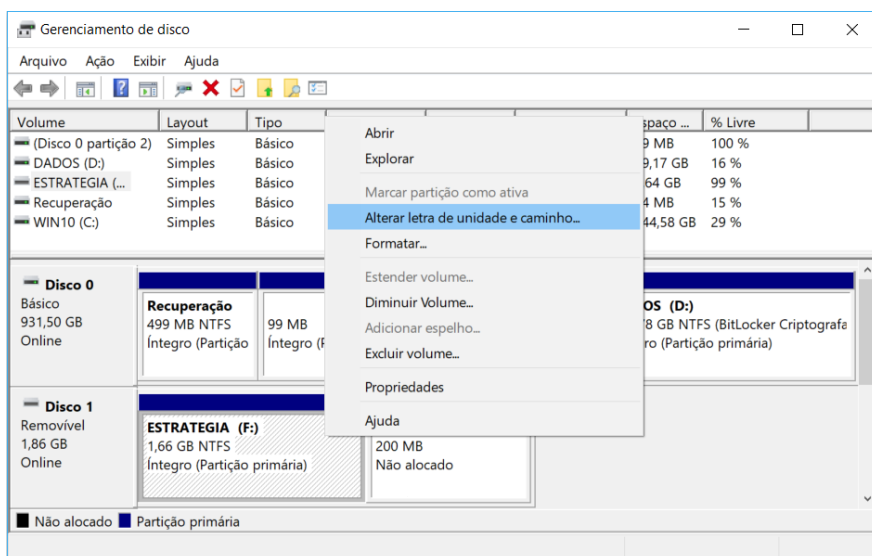 Gerenciamento de disco
Arquivo Ação Exibir Ajuda
Volume Layout Tipo spaço ... % Livre
(Disco 0 partição 2) Simples Básico 9 MB 100 %
DADOS (D:) Simples Básico 9,17 GB 16 %
ESTRATEGIA (... Simples Básico 64 GB 99 %
Recuperação Simples Básico 4 MB 15 %
WIN10 (C:) Simples Básico 44,58 GB 29 %
Abrir
Explorar
Marcar partição como ativa
Alterar letra de unidade e caminho...
Formatar...
Estender volume...
Diminuir Volume...
Adicionar espelho...
Excluir volume...
Propriedades
Ajuda
Disco 0
Básico
931,50 GB
Online
Recuperação
499 MB NTFS
Íntegro (Partição
99 MB
Íntegro (P
OS (D:)
8 GB NTFS (BitLocker Criptografa
ro (Partição primária)
Disco 1
Removível
1,86 GB
Online
ESTRATEGIA (F:)
1,66 GB NTFS
Íntegro (Partição primária)
200 MB
Não alocado
Não alocado Partição primária